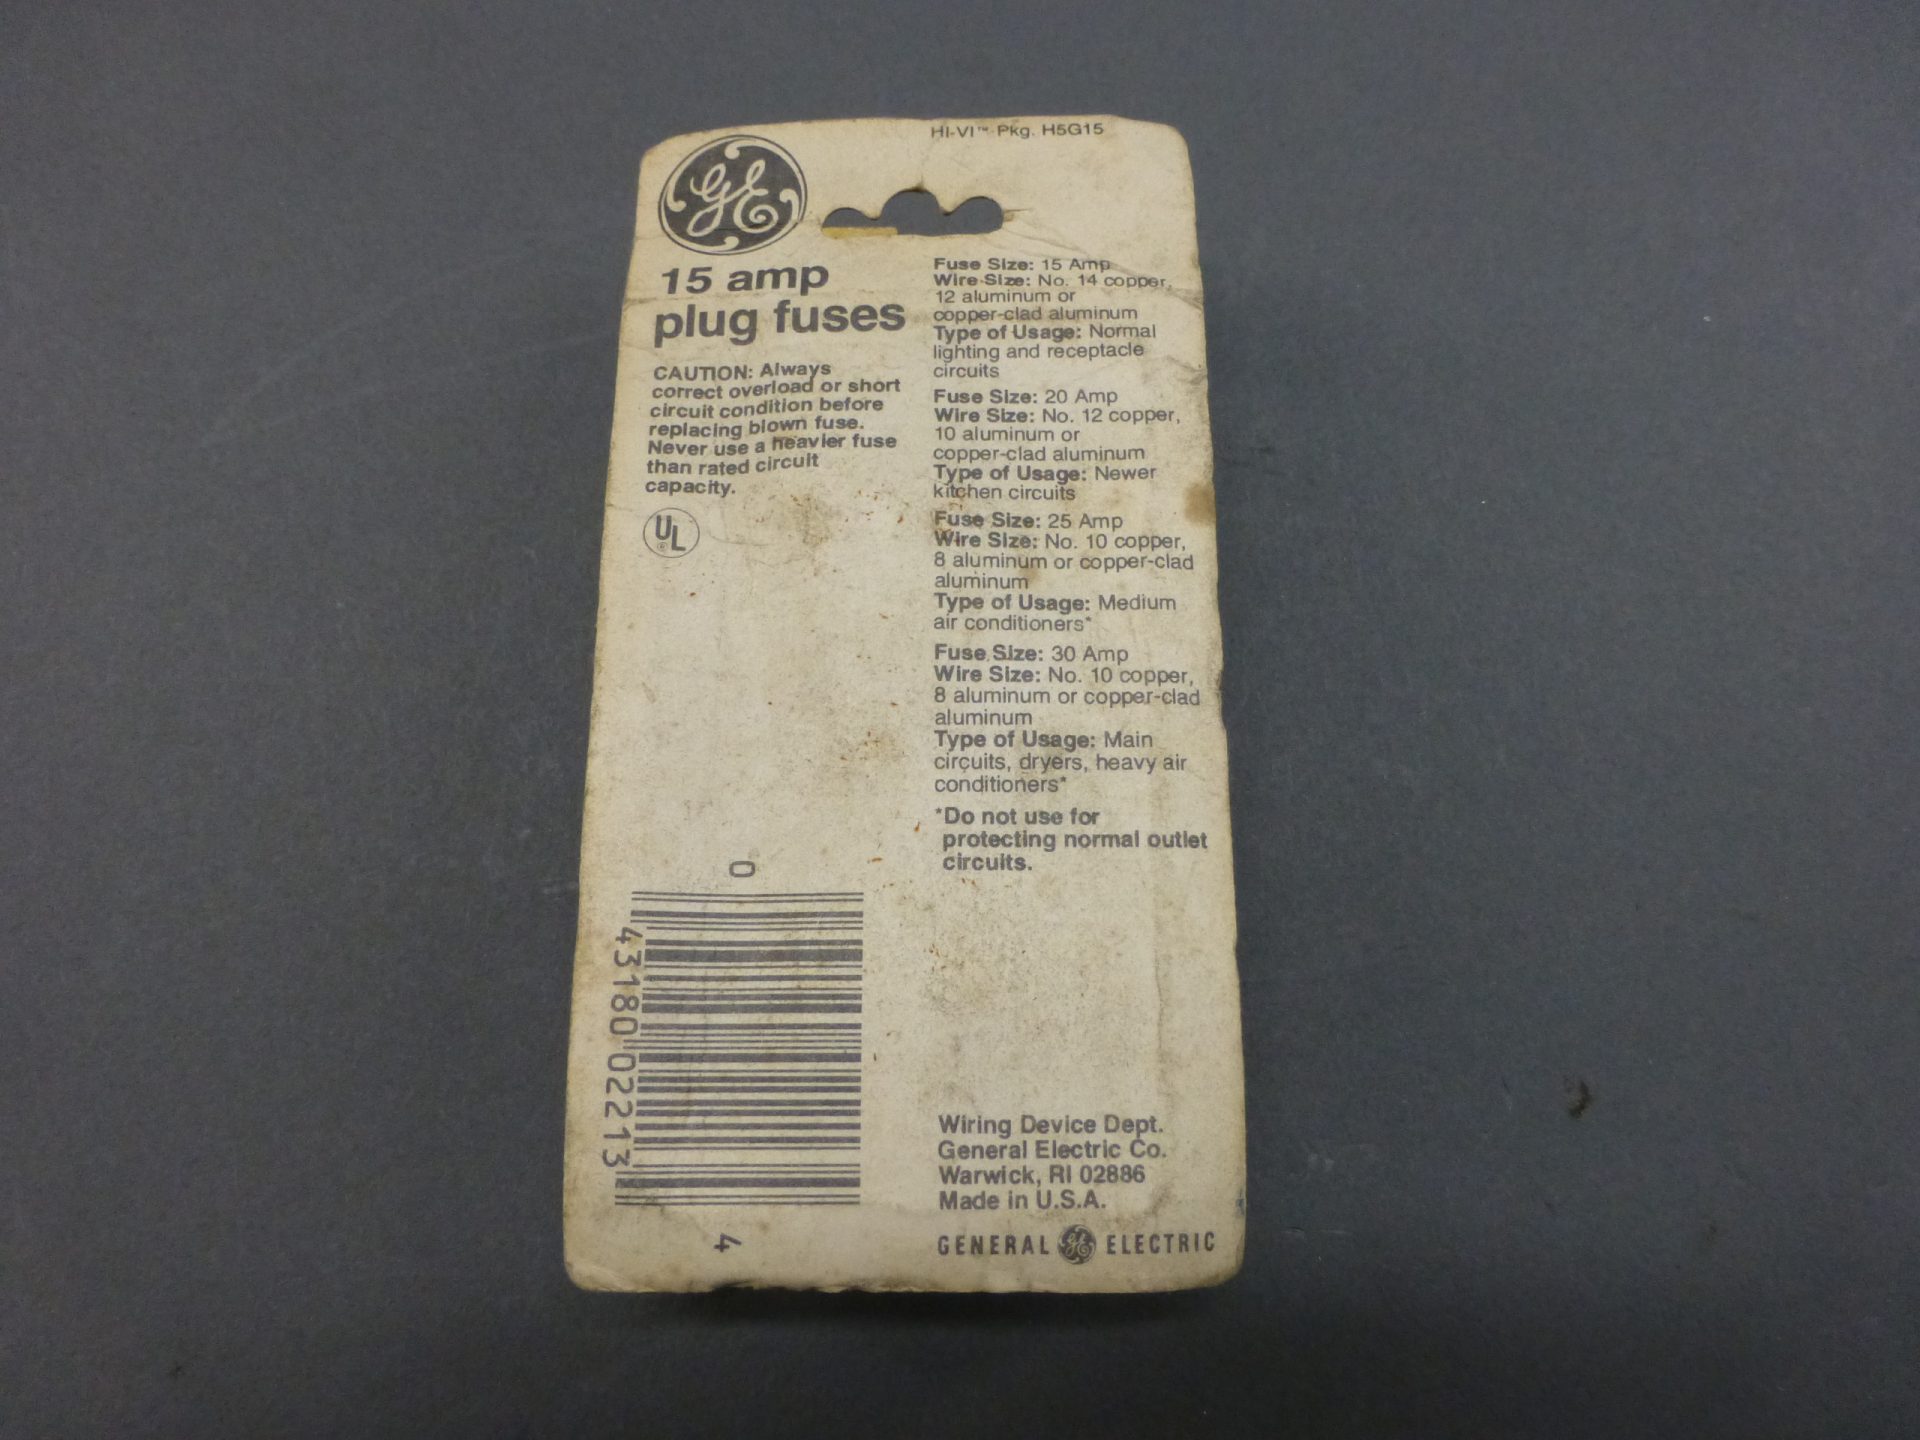 HI-VI™ Pkg. H5G15
GE
15 amp
plug fuses
CAUTION: Always
correct overload or short
circuit condition before
replacing blown fuse.
Never use a heavier fuse
than rated circuit
capacity.
UL
®
Fuse Size: 15 Amp
Wire Size: No. 14 copper,
12 aluminum or
copper-clad aluminum
Type of Usage: Normal
lighting and receptacle
circuits
Fuse Size: 20 Amp
Wire Size: No. 12 copper,
10 aluminum or
copper-clad aluminum
Type of Usage: Newer
kitchen circuits
Fuse Size: 25 Amp
Wire Size: No. 10 copper,
8 aluminum or copper-clad
aluminum
Type of Usage: Medium
air conditioners*
Fuse Size: 30 Amp
Wire Size: No. 10 copper,
8 aluminum or copper-clad
aluminum
Type of Usage: Main
circuits, dryers, heavy air
conditioners*
*Do not use for
protecting normal outlet
circuits.
0
43180 02213
4
Wiring Device Dept.
General Electric Co.
Warwick, RI 02886
Made in U.S.A.
GENERAL GE ELECTRIC